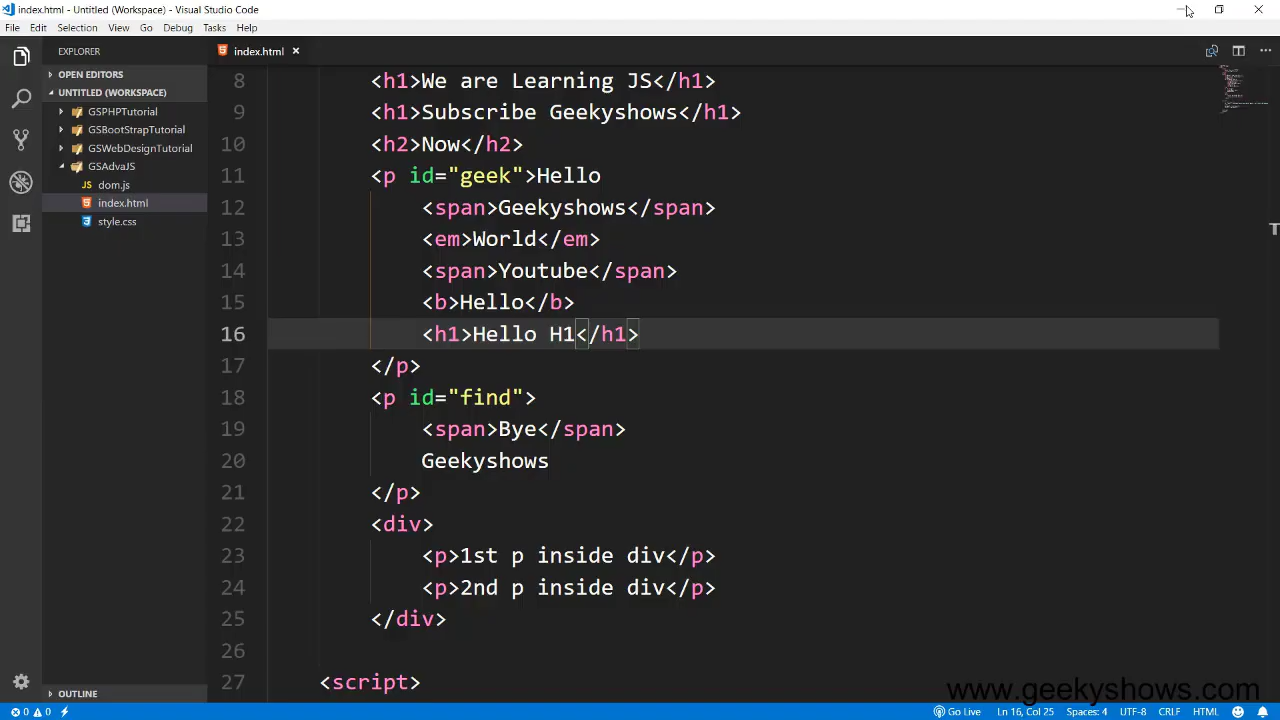 index.html - Untitled (Workspace) - Visual Studio Code
File Edit Selection View Go Debug Tasks Help
EXPLORER
OPEN EDITORS
UNTITLED (WORKSPACE)
GSPHPTutorial
GSBootStrapTutorial
GSWebDesignTutorial
GSAdvaJS
JS dom.js
index.html
style.css
OUTLINE
index.html ×
8 <h1>We are Learning JS</h1>
9 <h1>Subscribe Geekyshows</h1>
10 <h2>Now</h2>
11 <p id="geek">Hello
12 <span>Geekyshows</span>
13 <em>World</em>
14 <span>Youtube</span>
15 <b>Hello</b>
16 <h1>Hello H1</h1>
17 </p>
18 <p id="find">
19 <span>Bye</span>
20 Geekyshows
21 </p>
22 <div>
23 <p>1st p inside div</p>
24 <p>2nd p inside div</p>
25 </div>
26
27 <script>
www.geekyshows.com
0 0 Go Live Ln 16, Col 25 Spaces: 4 UTF-8 CRLF HTML